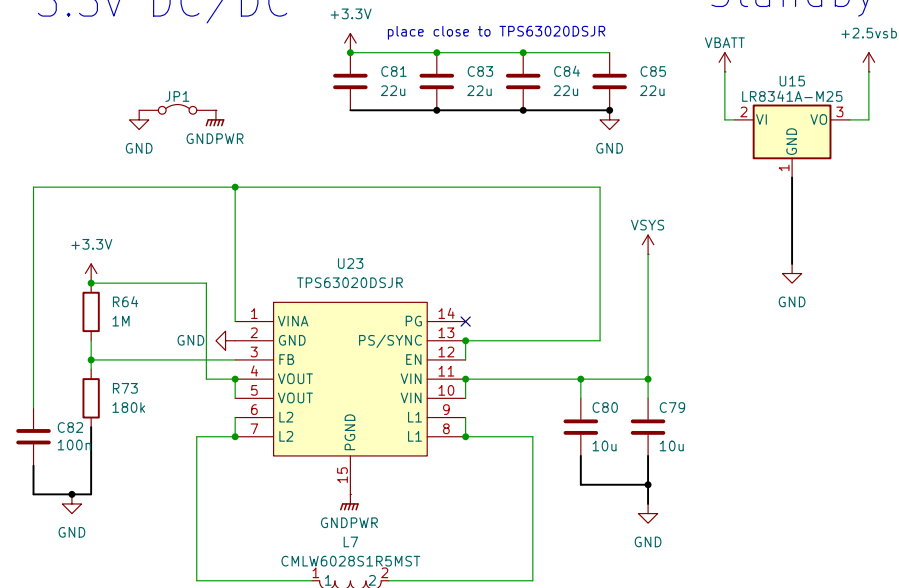 3.3V DC/DC
Standby
+3.3V
place close to TPS63020DSJR
C81
22u
C83
22u
C84
22u
C85
22u
GND
JP1
GND
GNDPWR
VBATT
+2.5vsb
U15
LR8341A-M25
2
VI
VO
3
GND
1
GND
+3.3V
R64
1M
R73
180k
C82
100n
GND
U23
TPS63020DSJR
GND
1
VINA
2
GND
3
FB
4
VOUT
5
VOUT
6
L2
7
L2
PG
14
PS/SYNC
13
EN
12
VIN
11
VIN
10
L1
9
L1
8
PGND
15
GNDPWR
L7
CMLW6028S1R5MST
1
1
2
2
VSYS
C80
10u
C79
10u
GND